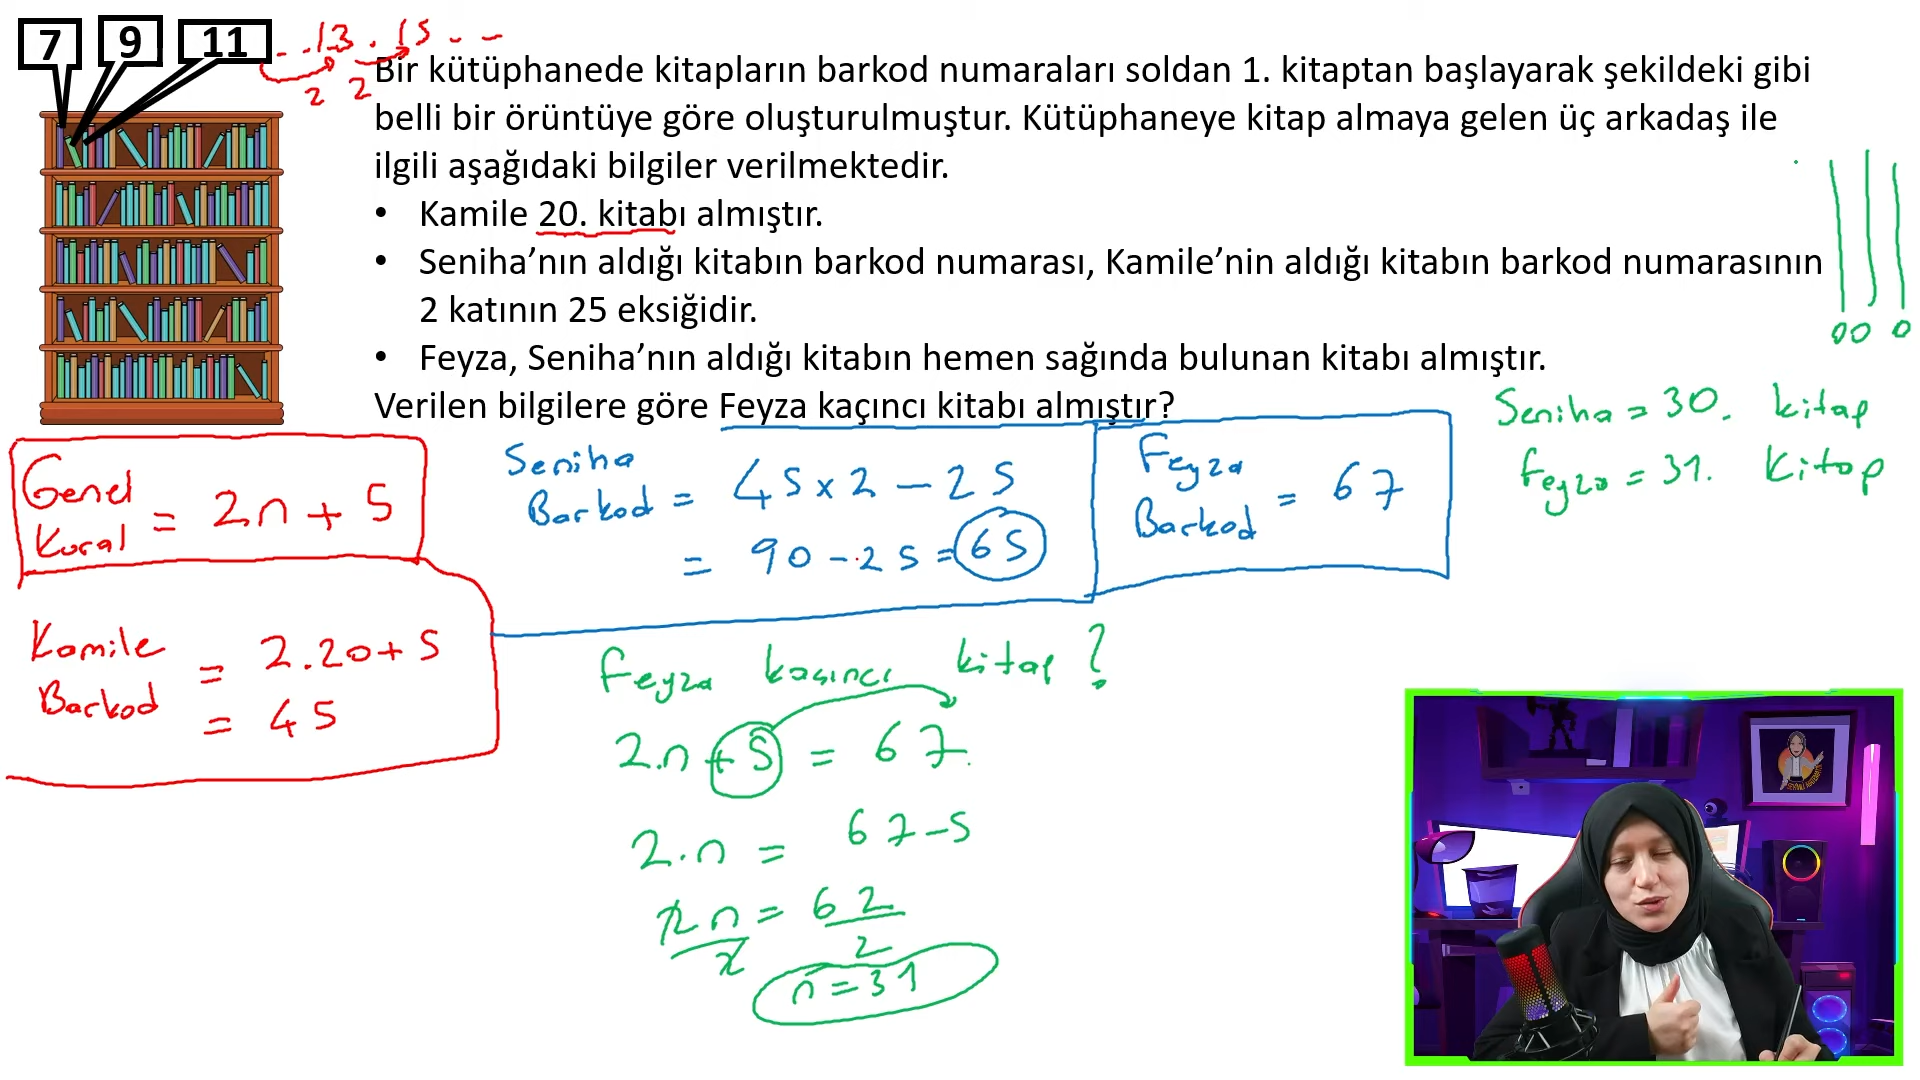 7 9 11 - . 13 . 15 - -
2 2
Bir kütüphanede kitapların barkod numaraları soldan 1. kitaptan başlayarak şekildeki gibi
belli bir örüntüye göre oluşturulmuştur. Kütüphaneye kitap almaya gelen üç arkadaş ile
ilgili aşağıdaki bilgiler verilmektedir.
• Kamile 20. kitabı almıştır.
• Seniha’nın aldığı kitabın barkod numarası, Kamile’nin aldığı kitabın barkod numarasının
2 katının 25 eksiğidir.
• Feyza, Seniha’nın aldığı kitabın hemen sağında bulunan kitabı almıştır.
Verilen bilgilere göre Feyza kaçıncı kitabı almıştır?
Seniha = 30. kitap
Feyza = 31. kitap
Genel Kural = 2n + 5
Kamile Barkod = 2.20+5
= 45
Seniha Barkod = 45x2 - 25
= 90 - 25 = 65
Feyza Barkod = 67
Feyza kaçıncı kitap?
2.n + 5 = 67
2.n = 67-5
2n/2 = 62/2
n = 31